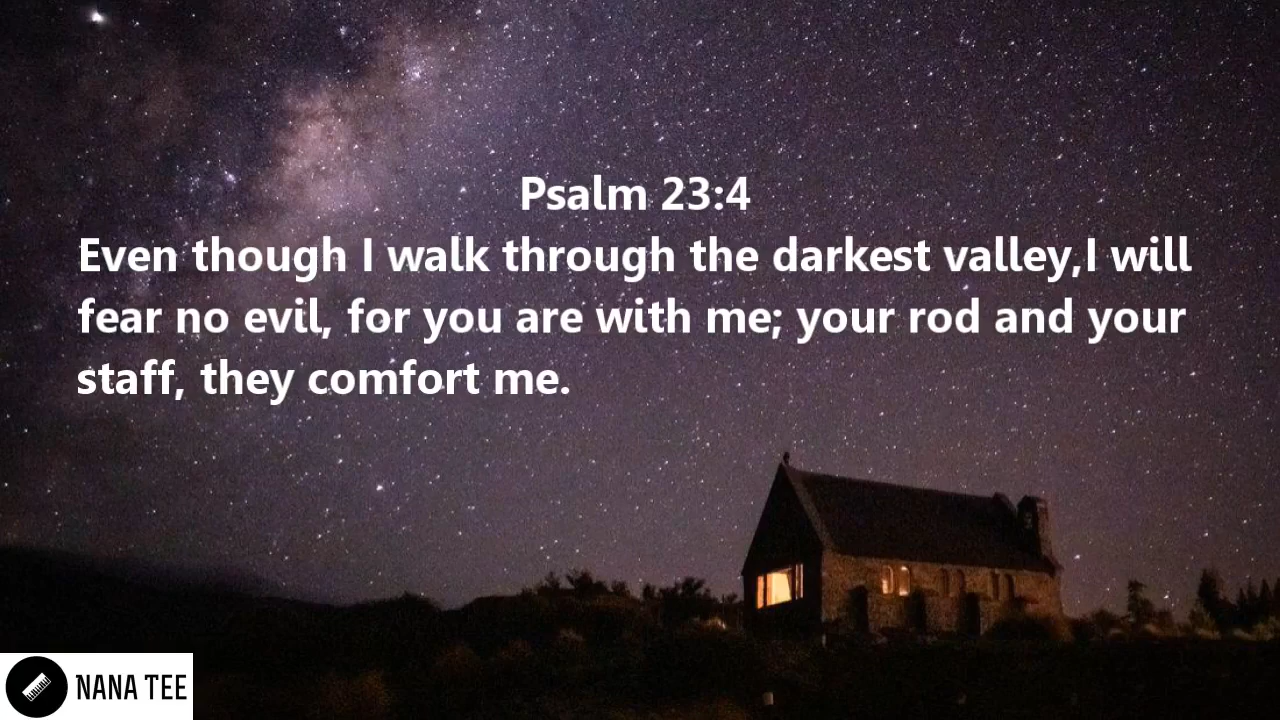 Psalm 23:4
Even though I walk through the darkest valley,I will
fear no evil, for you are with me; your rod and your
staff, they comfort me.
NANA TEE